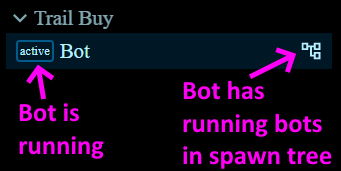 Trail Buy
active Bot
Bot is
running
Bot has
running bots
in spawn tree